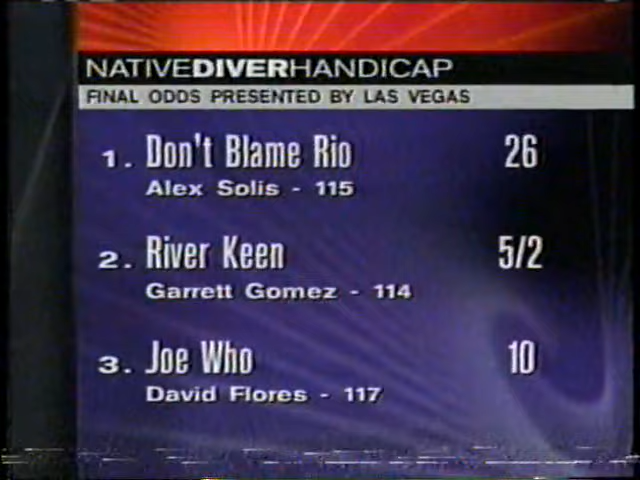 NATIVEDIVERHANDICAP
FINAL ODDS PRESENTED BY LAS VEGAS
1. Don't Blame Rio 26
Alex Solis - 115
2. River Keen 5/2
Garrett Gomez - 114
3. Joe Who 10
David Flores - 117